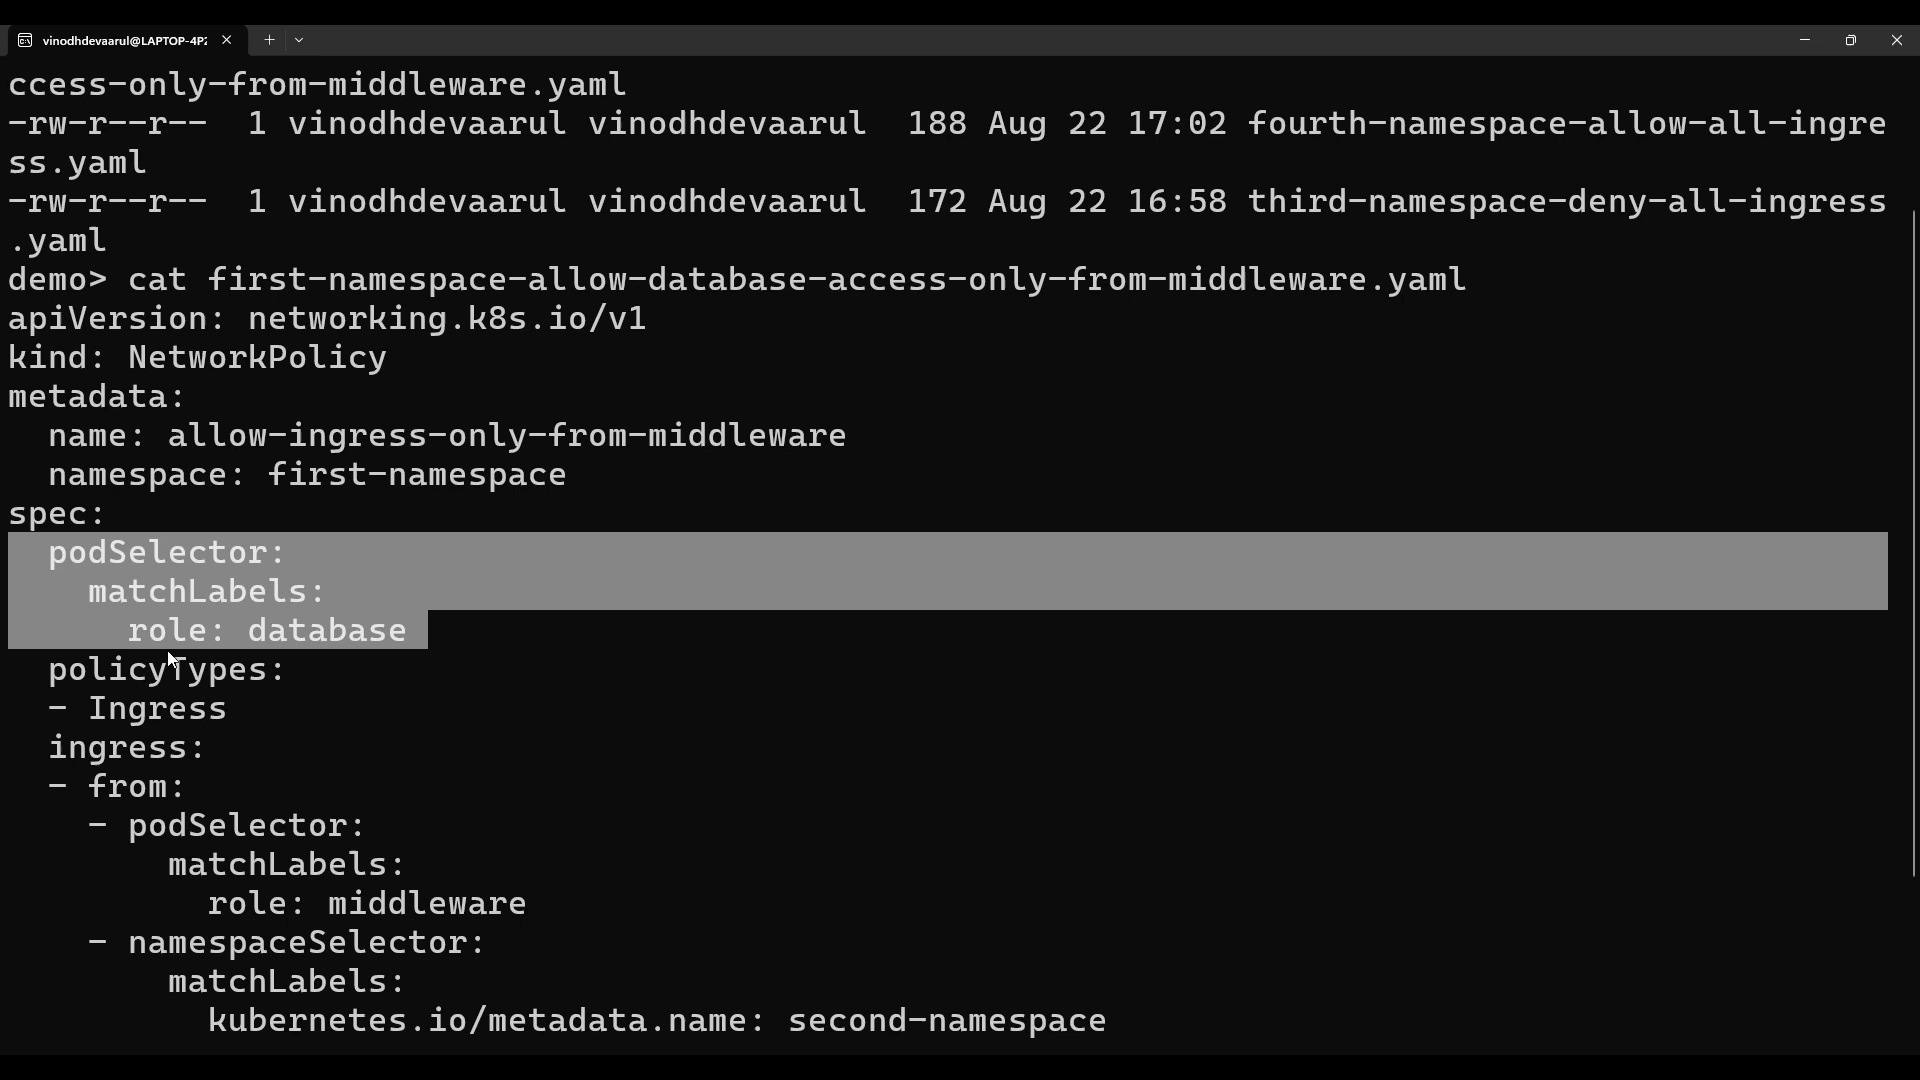 vinodhdevaarul@LAPTOP-4P2
ccess-only-from-middleware.yaml
-rw-r--r--  1 vinodhdevaarul vinodhdevaarul  188 Aug 22 17:02 fourth-namespace-allow-all-ingre
ss.yaml
-rw-r--r--  1 vinodhdevaarul vinodhdevaarul  172 Aug 22 16:58 third-namespace-deny-all-ingress
.yaml
demo> cat first-namespace-allow-database-access-only-from-middleware.yaml
apiVersion: networking.k8s.io/v1
kind: NetworkPolicy
metadata:
  name: allow-ingress-only-from-middleware
  namespace: first-namespace
spec:
  podSelector:
    matchLabels:
      role: database
  policyTypes:
  - Ingress
  ingress:
  - from:
    - podSelector:
        matchLabels:
          role: middleware
    - namespaceSelector:
        matchLabels:
          kubernetes.io/metadata.name: second-namespace